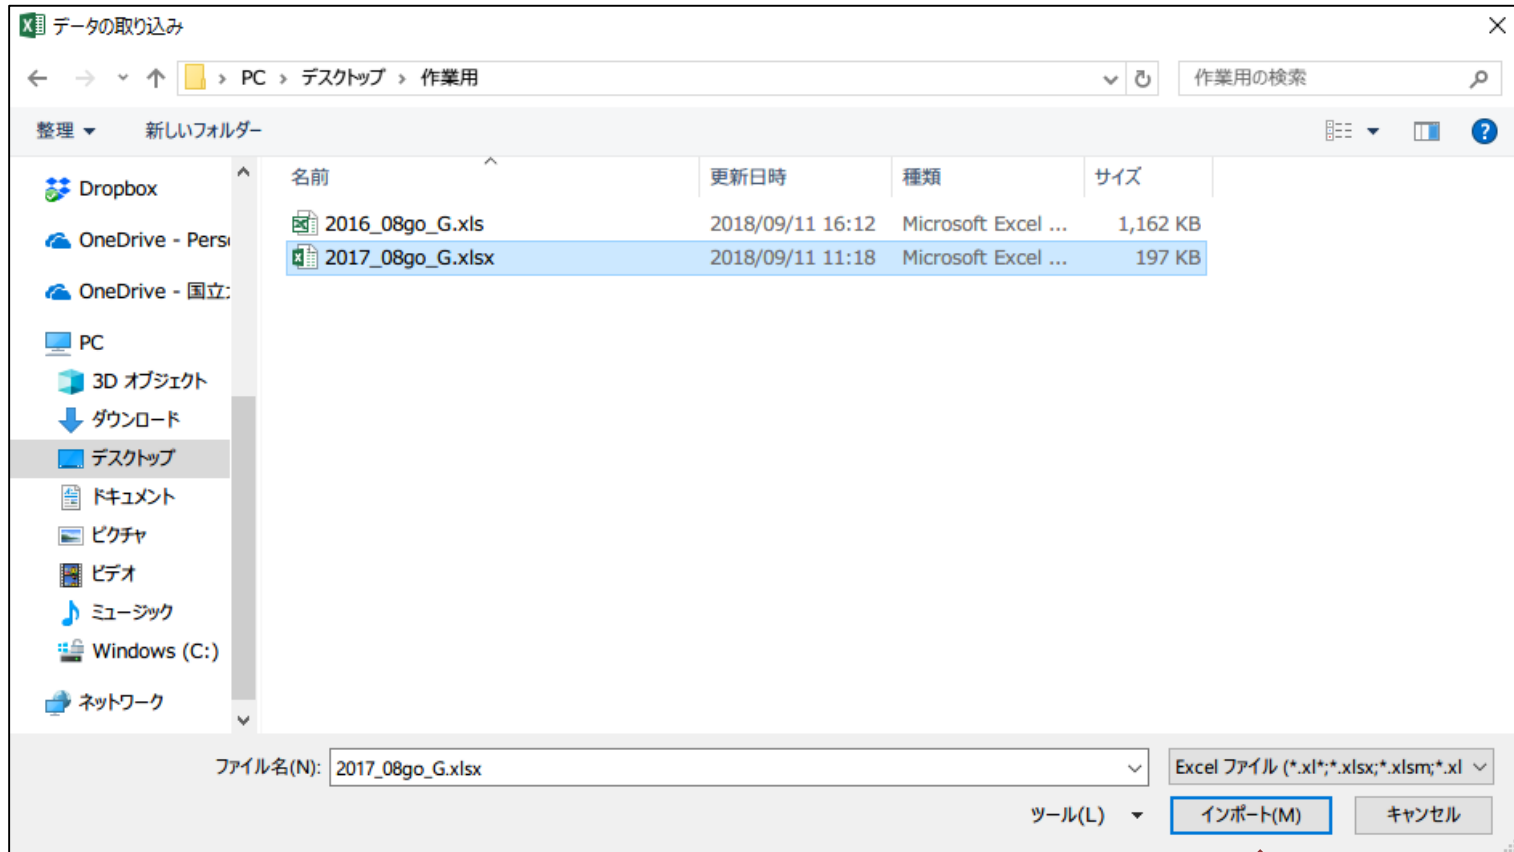 データの取り込み
PC › デスクトップ › 作業用
作業用の検索
整理
新しいフォルダー
名前 更新日時 種類 サイズ
2016_08go_G.xls 2018/09/11 16:12 Microsoft Excel ... 1,162 KB
2017_08go_G.xlsx 2018/09/11 11:18 Microsoft Excel ... 197 KB
Dropbox
OneDrive - Perso
OneDrive - 国立
PC
3D オブジェクト
ダウンロード
デスクトップ
ドキュメント
ピクチャ
ビデオ
ミュージック
Windows (C:)
ネットワーク
ファイル名(N): 2017_08go_G.xlsx
Excel ファイル (*.xl*;*.xlsx;*.xlsm;*.xl
ツール(L)
インポート(M)
キャンセル